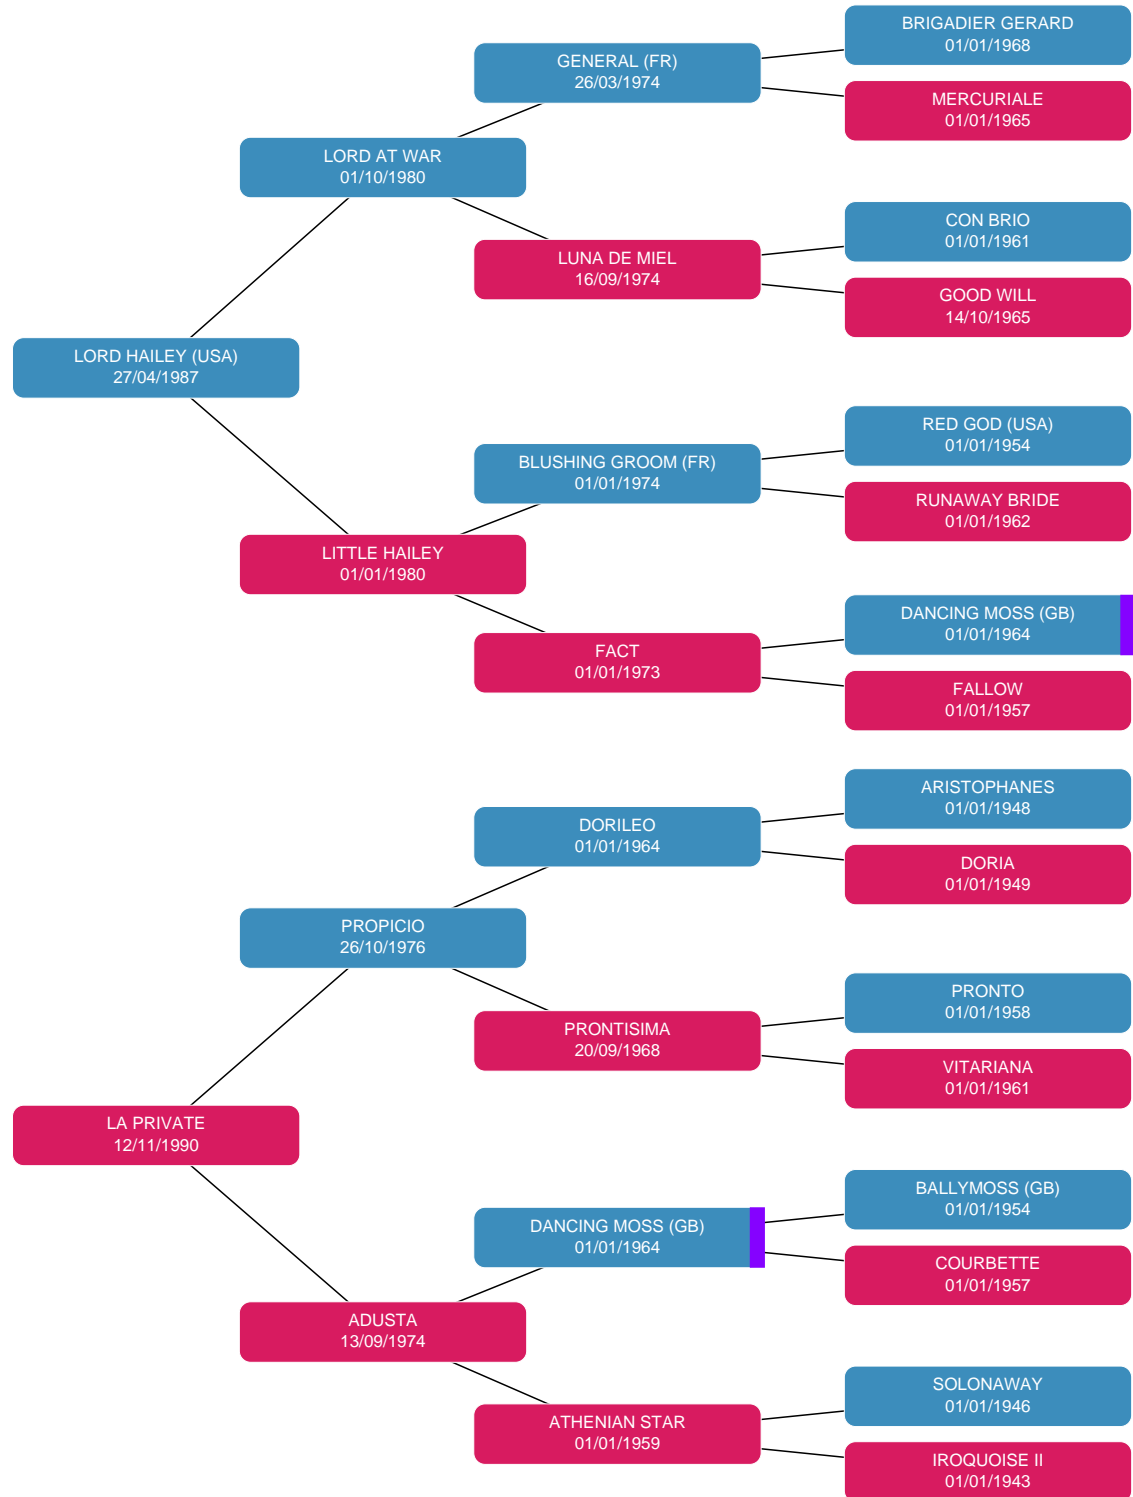 BRIGADIER GERARD
01/01/1968
GENERAL (FR)
26/03/1974
MERCURIALE
01/01/1965
LORD AT WAR
01/10/1980
CON BRIO
01/01/1961
LUNA DE MIEL
16/09/1974
GOOD WILL
14/10/1965
LORD HAILEY (USA)
27/04/1987
RED GOD (USA)
01/01/1954
BLUSHING GROOM (FR)
01/01/1974
RUNAWAY BRIDE
01/01/1962
LITTLE HAILEY
01/01/1980
DANCING MOSS (GB)
01/01/1964
FACT
01/01/1973
FALLOW
01/01/1957
ARISTOPHANES
01/01/1948
DORILEO
01/01/1964
DORIA
01/01/1949
PROPICIO
26/10/1976
PRONTO
01/01/1958
PRONTISIMA
20/09/1968
VITARIANA
01/01/1961
LA PRIVATE
12/11/1990
BALLYMOSS (GB)
01/01/1954
DANCING MOSS (GB)
01/01/1964
COURBETTE
01/01/1957
ADUSTA
13/09/1974
SOLONAWAY
01/01/1946
ATHENIAN STAR
01/01/1959
IROQUOISE II
01/01/1943